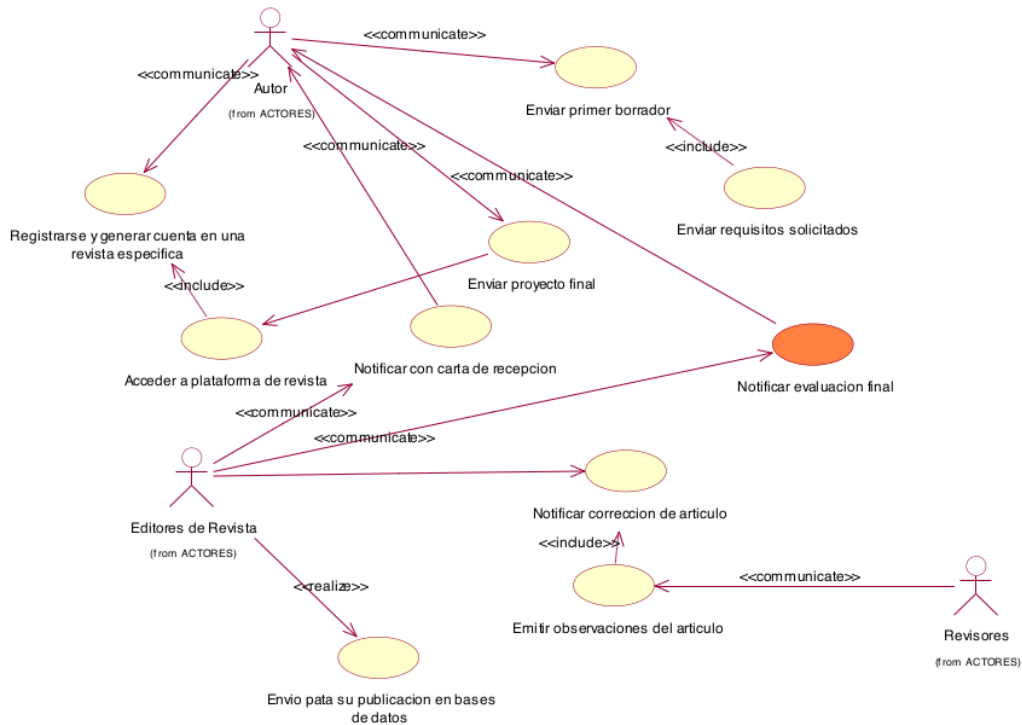 <<communicate>>
<<communicate>>
Autor
(from ACTORES)
Enviar primer borrador
<<communicate>>
<<include>>
<<communicate>>
Registrarse y generar cuenta en una
revista especifica
Enviar requisitos solicitados
<<include>>
Enviar proyecto final
Acceder a plataforma de revista
Notificar con carta de recepcion
Notificar evaluacion final
<<communicate>>
<<communicate>>
Editores de Revista
(from ACTORES)
Notificar correccion de articulo
<<include>>
<<realize>>
<<communicate>>
Emitir observaciones del articulo
Revisores
(from ACTORES)
Envio pata su publicacion en bases
de datos